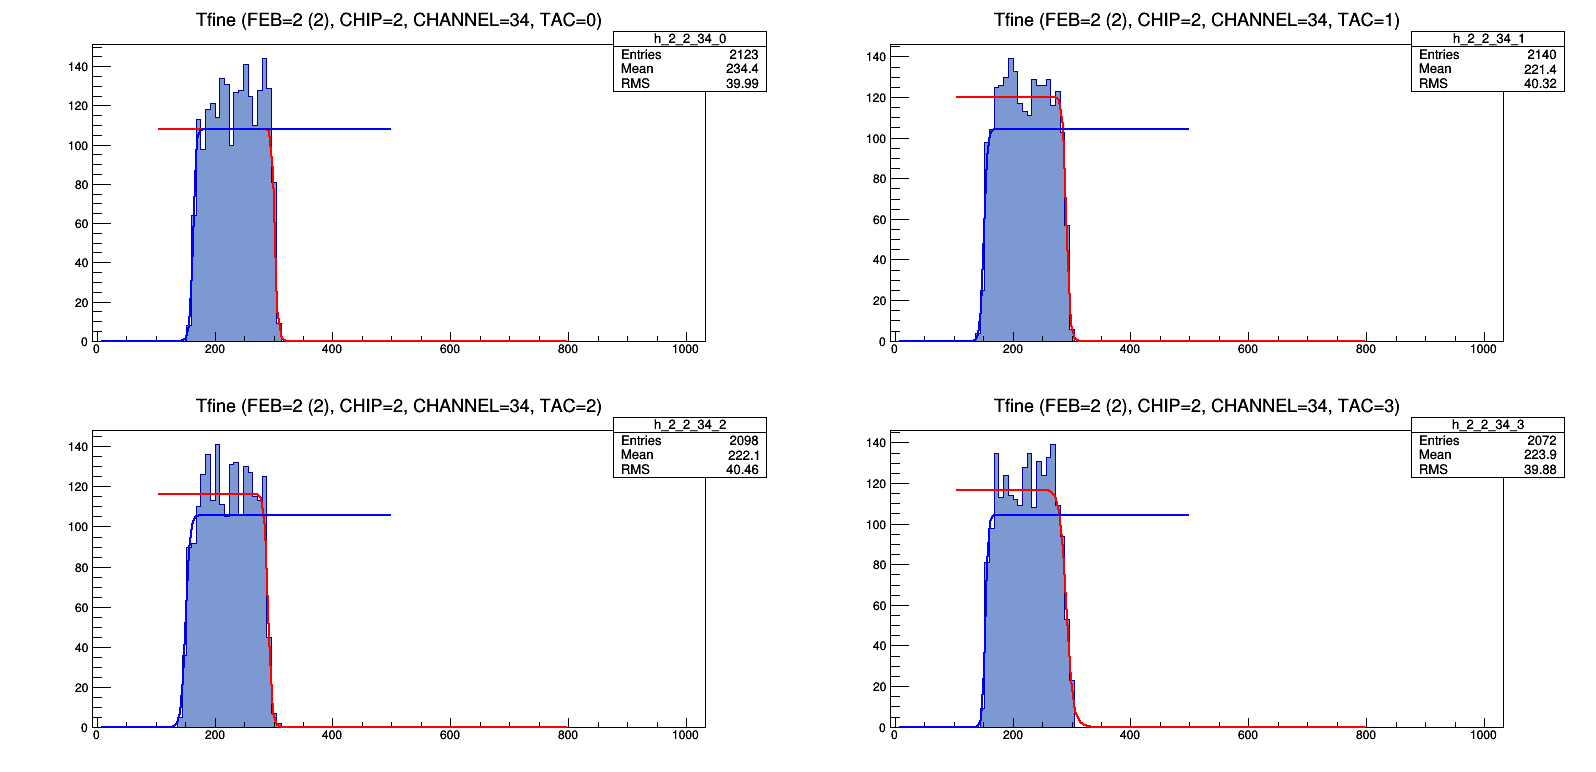 Tfine (FEB=2 (2), CHIP=2, CHANNEL=34, TAC=0)
h_2_2_34_0
Entries 2123
Mean 234.4
RMS 39.99
140
120
100
80
60
40
20
0
0 200 400 600 800 1000
Tfine (FEB=2 (2), CHIP=2, CHANNEL=34, TAC=1)
h_2_2_34_1
Entries 2140
Mean 221.4
RMS 40.32
140
120
100
80
60
40
20
0
0 200 400 600 800 1000
Tfine (FEB=2 (2), CHIP=2, CHANNEL=34, TAC=2)
h_2_2_34_2
Entries 2098
Mean 222.1
RMS 40.46
140
120
100
80
60
40
20
0
0 200 400 600 800 1000
Tfine (FEB=2 (2), CHIP=2, CHANNEL=34, TAC=3)
h_2_2_34_3
Entries 2072
Mean 223.9
RMS 39.88
140
120
100
80
60
40
20
0
0 200 400 600 800 1000